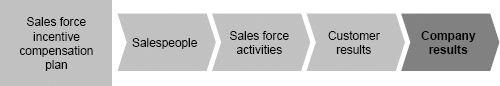 Sales force
incentive
compensation
plan
Salespeople
Sales force
activities
Customer
results
Company
results